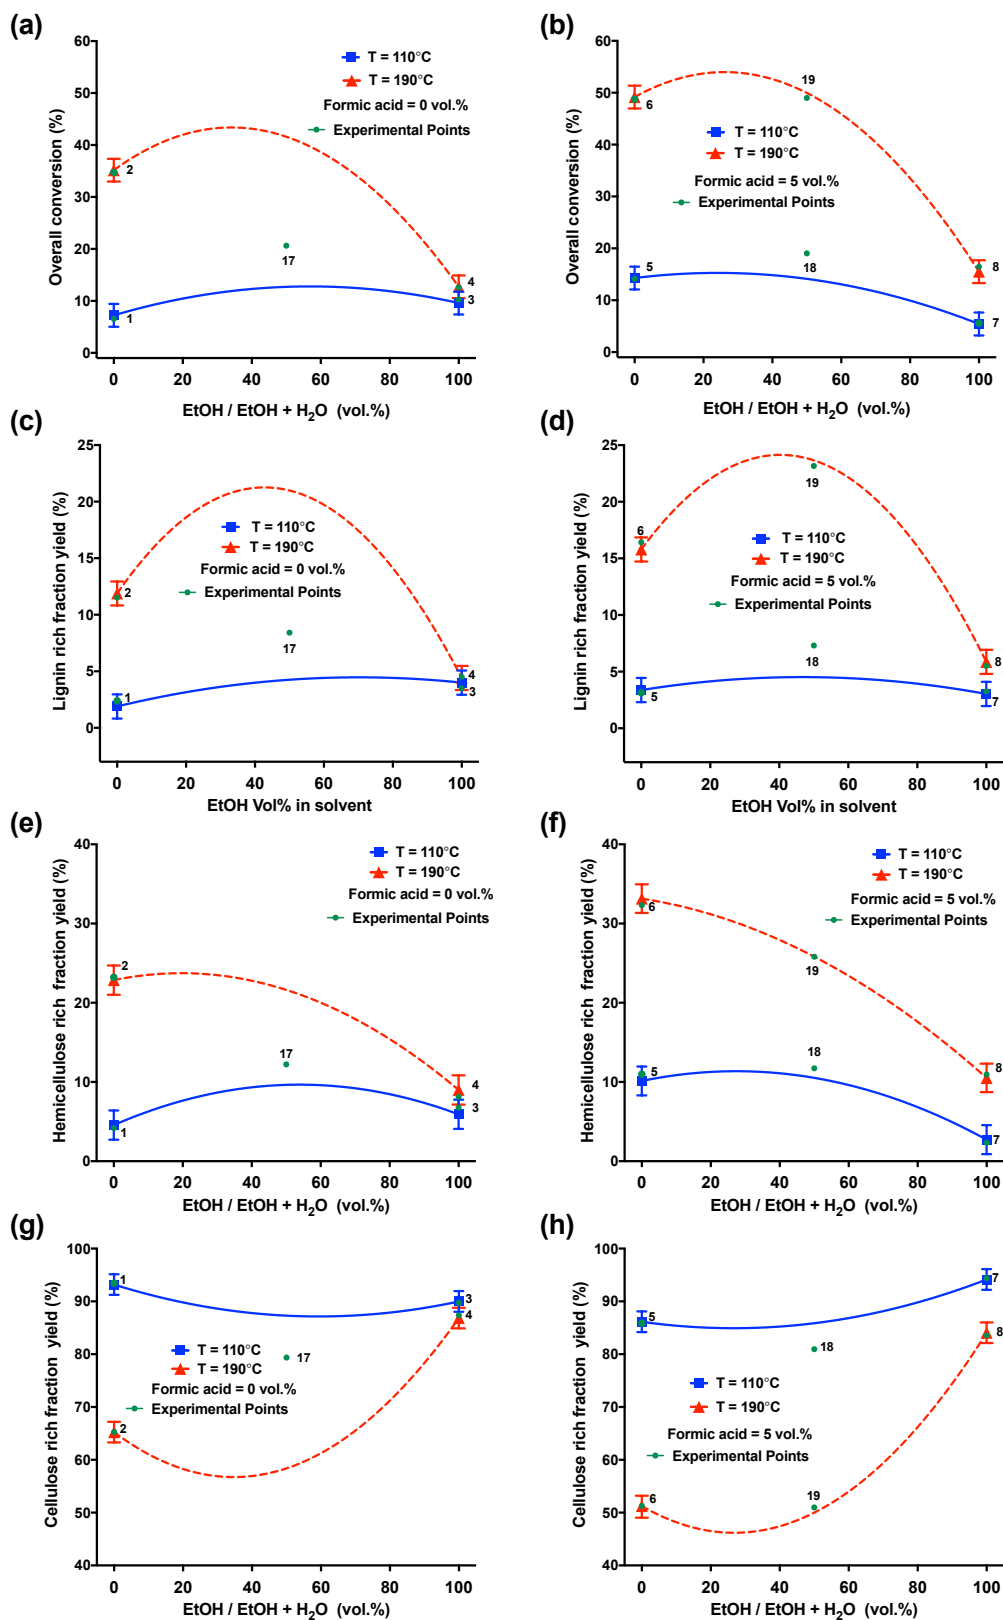 (a)
60
50
40
30
20
10
0
Overall conversion (%)
T = 110°C
T = 190°C
Formic acid = 0 vol.%
Experimental Points
2
17
1
4
3
0 20 40 60 80 100
EtOH / EtOH + H₂O (vol.%)
(b)
60
50
40
30
20
10
0
Overall conversion (%)
19
6
T = 110°C
T = 190°C
Formic acid = 5 vol.%
Experimental Points
5
18
8
7
0 20 40 60 80 100
EtOH / EtOH + H₂O (vol.%)
(c)
25
20
15
10
5
0
Lignin rich fraction yield (%)
T = 110°C
T = 190°C
Formic acid = 0 vol.%
Experimental Points
2
17
1
4
3
0 20 40 60 80 100
EtOH Vol% in solvent
(d)
25
20
15
10
5
0
Lignin rich fraction yield (%)
19
6
T = 110°C
T = 190°C
Formic acid = 5 vol.%
Experimental Points
18
5
8
7
0 20 40 60 80 100
EtOH Vol% in solvent
(e)
40
30
20
10
0
Hemicellulose rich fraction yield (%)
T = 110°C
T = 190°C
Formic acid = 0 vol.%
Experimental Points
2
17
1
4
3
0 20 40 60 80 100
EtOH / EtOH + H₂O (vol.%)
(f)
40
30
20
10
0
Hemicellulose rich fraction yield (%)
T = 110°C
T = 190°C
Formic acid = 5 vol.%
Experimental Points
6
19
18
5
8
7
0 20 40 60 80 100
EtOH / EtOH + H₂O (vol.%)
(g)
100
90
80
70
60
50
40
Cellulose rich fraction yield (%)
1
3
4
T = 110°C
17
T = 190°C
Formic acid = 0 vol.%
Experimental Points
2
0 20 40 60 80 100
EtOH / EtOH + H₂O (vol.%)
(h)
100
90
80
70
60
50
40
Cellulose rich fraction yield (%)
7
5
8
18
T = 110°C
T = 190°C
Formic acid = 5 vol.%
Experimental Points
6
19
0 20 40 60 80 100
EtOH / EtOH + H₂O (vol.%)